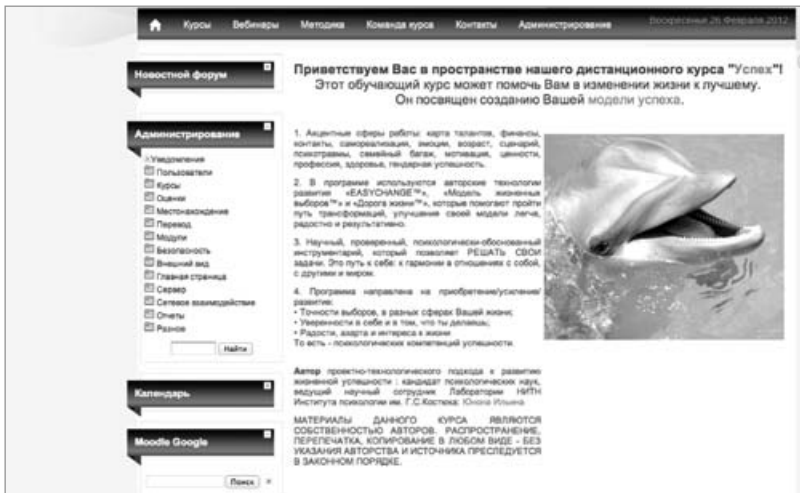 Курсы Вебинары Методика Команда курса Контакты Администрирование Воскресенье 26 Февраля 2012
Новостной форум
Администрирование
Уведомления
Пользователи
Курсы
Оценки
Местонахождение
Перевод
Модули
Безопасность
Внешний вид
Главная страница
Сервер
Сетевое взаимодействие
Отчеты
Разное
Найти
Календарь
Moodle Google
Поиск
Приветствуем Вас в пространстве нашего дистанционного курса "Успех"!
Этот обучающий курс может помочь Вам в изменении жизни к лучшему.
Он посвящен созданию Вашей модели успеха.
1. Акцентные сферы работы: карта талантов, финансы,
контакты, самореализация, эмоции, возраст, сценарий,
психотравмы, семейный багаж, мотивация, ценности,
профессия, здоровье, гендерная успешность.
2. В программе используются авторские технологии
развития «EASYCHANGE™», «Модель жизненных
выборов™» и «Дорога жизни™», которые помогают пройти
путь трансформаций, улучшения своей модели легче,
радостно и результативно.
3. Научный, проверенный, психологически-обоснованный
инструментарий, который позволяет РЕШАТЬ СВОИ
задачи. Это путь к себе: к гармонии в отношениях с собой,
с другими и миром.
4. Программа направлена на приобретение/усиление/
развитие:
• Точности выборов, в разных сферах Вашей жизни;
• Уверенности в себе и в том, что ты делаешь;
• Радости, азарта и интереса к жизни
То есть - психологических компетенций успешности.
Автор проектно-технологического подхода к развитию
жизненной успешности : кандидат психологических наук,
ведущий научный сотрудник Лаборатории НИТН
Института психологии им. Г.С.Костюка: Юнона Ильина
МАТЕРИАЛЫ ДАННОГО КУРСА ЯВЛЯЮТСЯ
СОБСТВЕННОСТЬЮ АВТОРОВ. РАСПРОСТРАНЕНИЕ,
ПЕРЕПЕЧАТКА, КОПИРОВАНИЕ В ЛЮБОМ ВИДЕ - БЕЗ
УКАЗАНИЯ АВТОРСТВА И ИСТОЧНИКА ПРЕСЛЕДУЕТСЯ
В ЗАКОННОМ ПОРЯДКЕ.